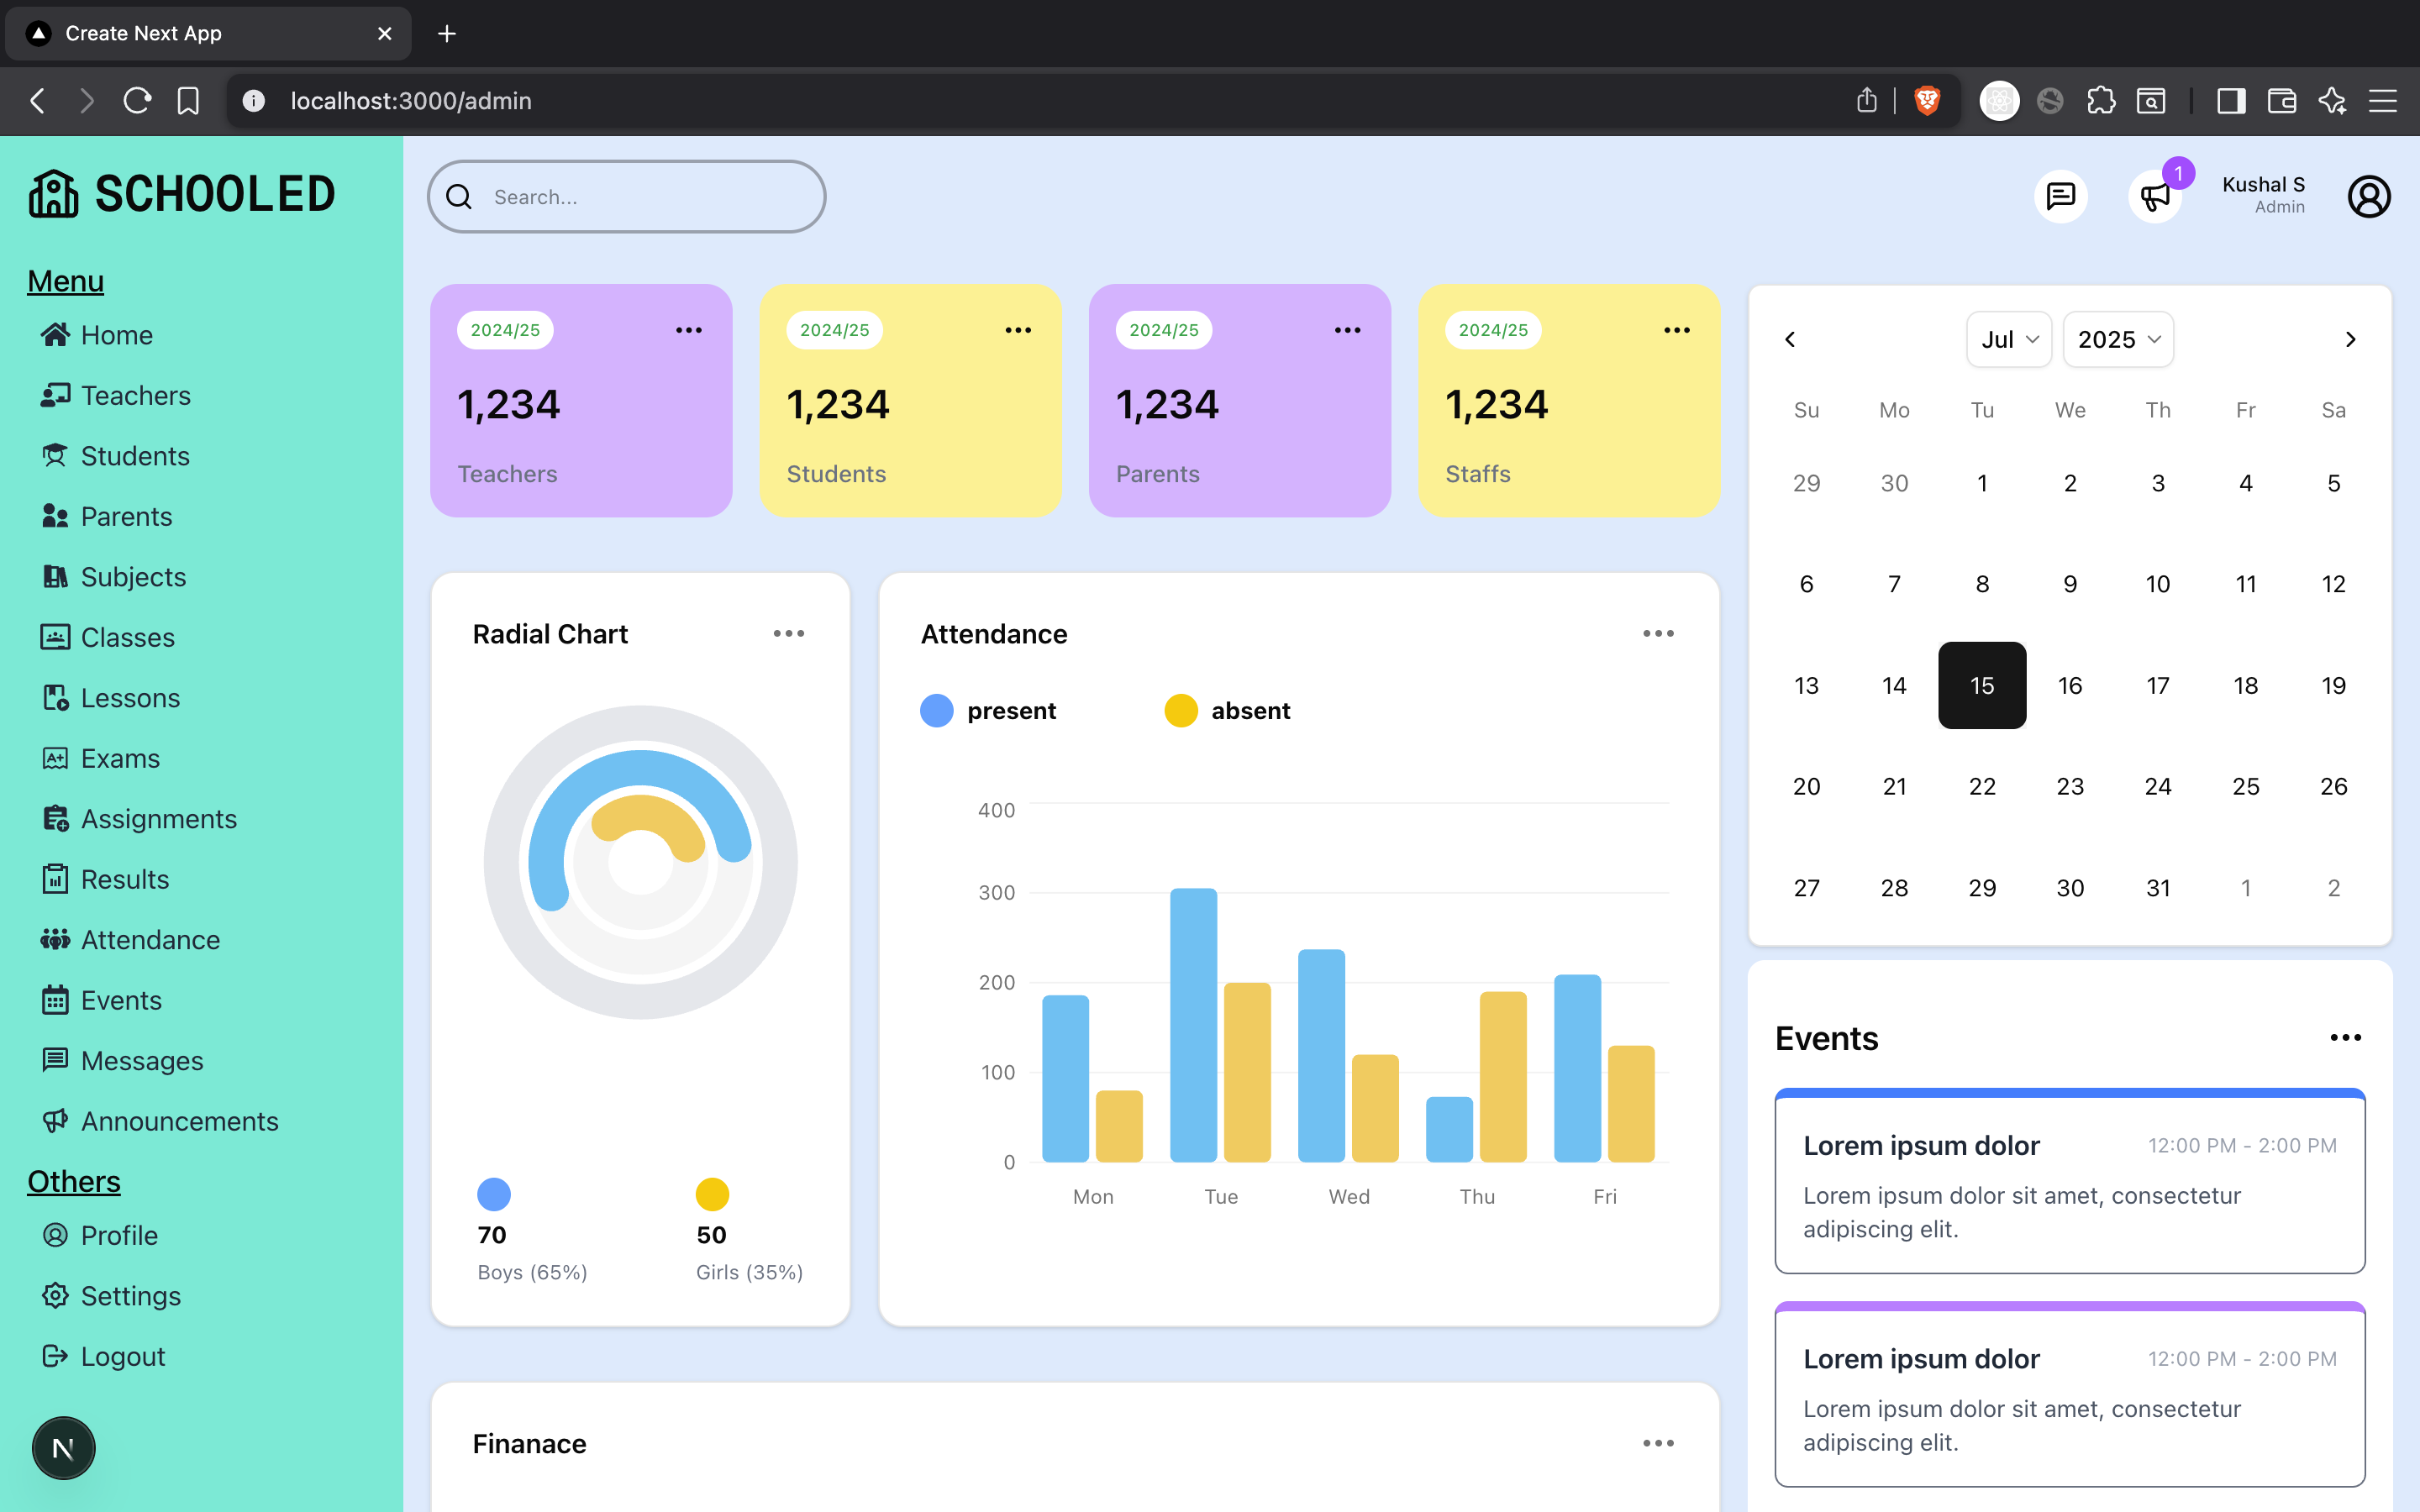 Create Next App
localhost:3000/admin
SCHOOLED
Menu
Home
Teachers
Students
Parents
Subjects
Classes
Lessons
Exams
Assignments
Results
Attendance
Events
Messages
Announcements
Others
Profile
Settings
Logout
N
Search...
1
Kushal S
Admin
2024/25
1,234
Teachers
2024/25
1,234
Students
2024/25
1,234
Parents
2024/25
1,234
Staffs
Radial Chart
70
Boys (65%)
50
Girls (35%)
Attendance
present absent
400
300
200
100
0
Mon Tue Wed Thu Fri
Finanace
Jul 2025
Su Mo Tu We Th Fr Sa
29 30 1 2 3 4 5
6 7 8 9 10 11 12
13 14 15 16 17 18 19
20 21 22 23 24 25 26
27 28 29 30 31 1 2
Events
Lorem ipsum dolor 12:00 PM - 2:00 PM
Lorem ipsum dolor sit amet, consectetur
adipiscing elit.
Lorem ipsum dolor 12:00 PM - 2:00 PM
Lorem ipsum dolor sit amet, consectetur
adipiscing elit.